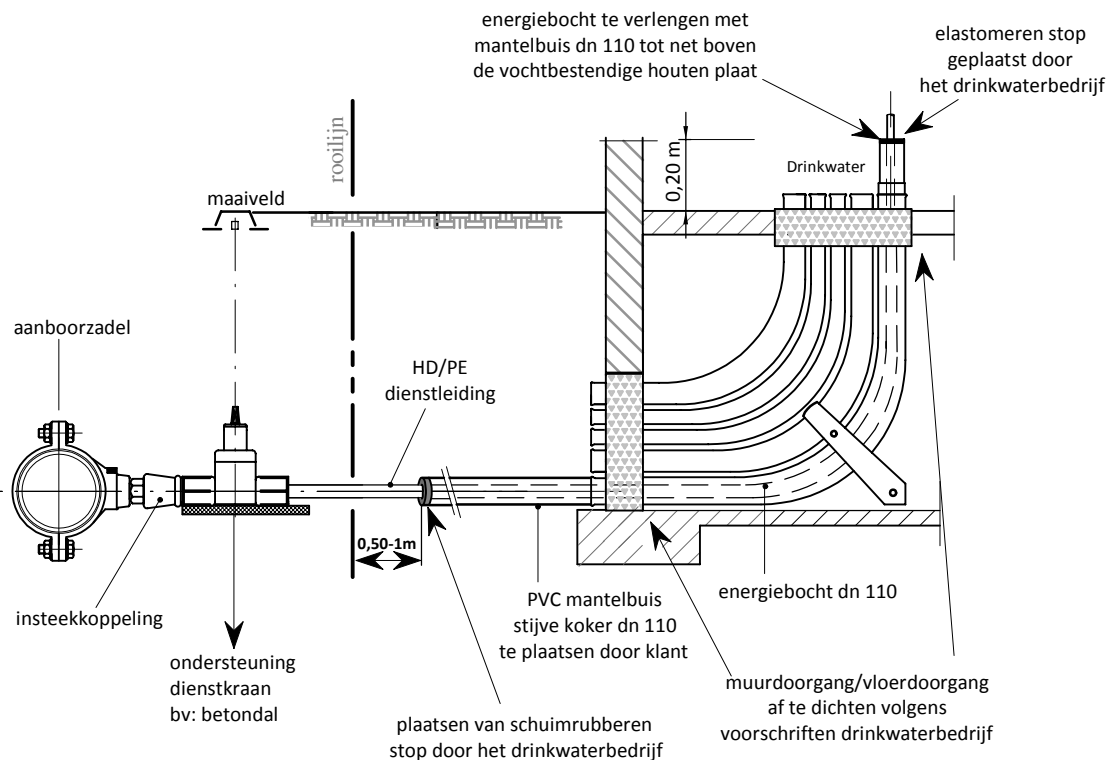 energiebocht te verlengen met
mantelbuis dn 110 tot net boven
de vochtbestendige houten plaat
elastomeren stop
geplaatst door
het drinkwaterbedrijf
rooilijn
0,20 m
Drinkwater
maaiveld
aanboorzadel
HD/PE
dienstleiding
0,50-1m
insteekkoppeling
PVC mantelbuis
stijve koker dn 110
te plaatsen door klant
energiebocht dn 110
ondersteuning
dienstkraan
bv: betondal
plaatsen van schuimrubberen
stop door het drinkwaterbedrijf
muurdoorgang/vloerdoorgang
af te dichten volgens
voorschriften drinkwaterbedrijf